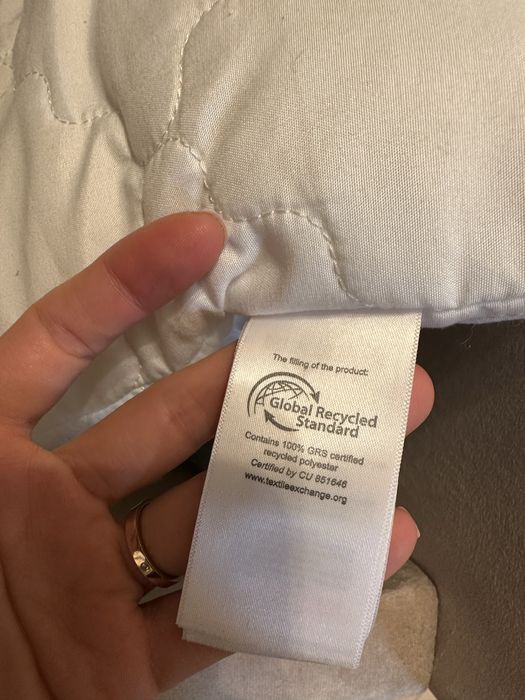 The filling of the product:
Global Recycled
Standard
Contains 100% GRS certified
recycled polyester
Certified by CU 851646
www.textileexchange.org